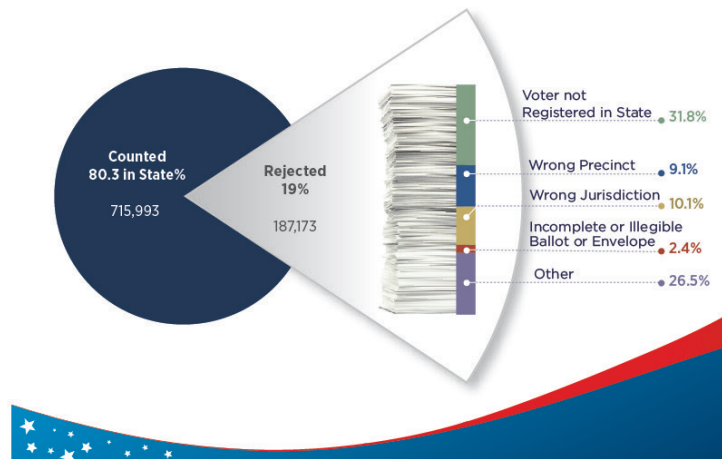 Counted
80.3 in State%
715,993
Rejected
19%
187,173
Voter not
Registered in State
31.8%
Wrong Precinct
9.1%
Wrong Jurisdiction
10.1%
Incomplete or Illegible
Ballot or Envelope
2.4%
Other
26.5%